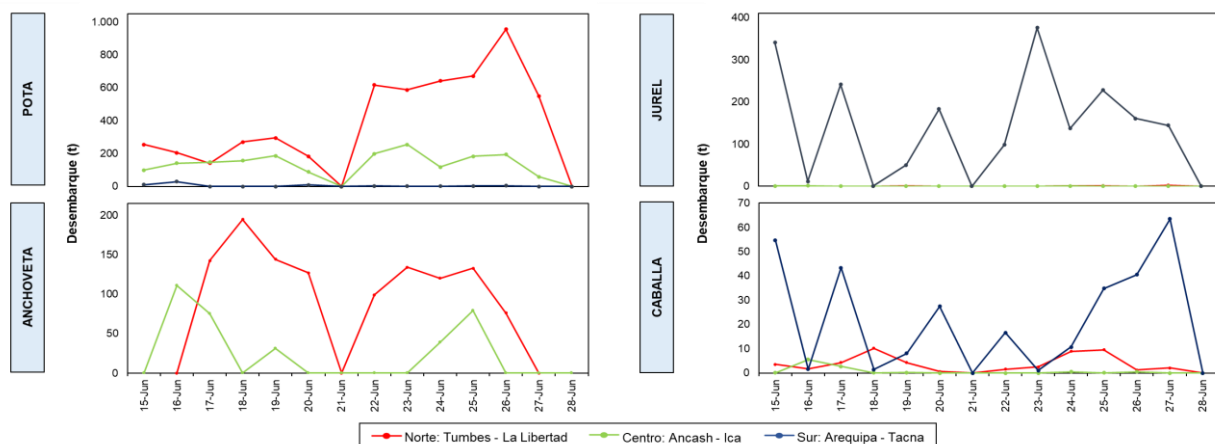 POTA
Desembarque (t)
1.000
800
600
400
200
0
JUREL
Desembarque (t)
400
300
200
100
0
ANCHOVETA
200
150
100
50
0
15-Jun
16-Jun
17-Jun
18-Jun
19-Jun
20-Jun
21-Jun
22-Jun
23-Jun
24-Jun
25-Jun
26-Jun
27-Jun
28-Jun
CABALLA
70
60
50
40
30
20
10
0
15-Jun
16-Jun
17-Jun
18-Jun
19-Jun
20-Jun
21-Jun
22-Jun
23-Jun
24-Jun
25-Jun
26-Jun
27-Jun
28-Jun
Norte: Tumbes - La Libertad Centro: Ancash - Ica Sur: Arequipa - Tacna